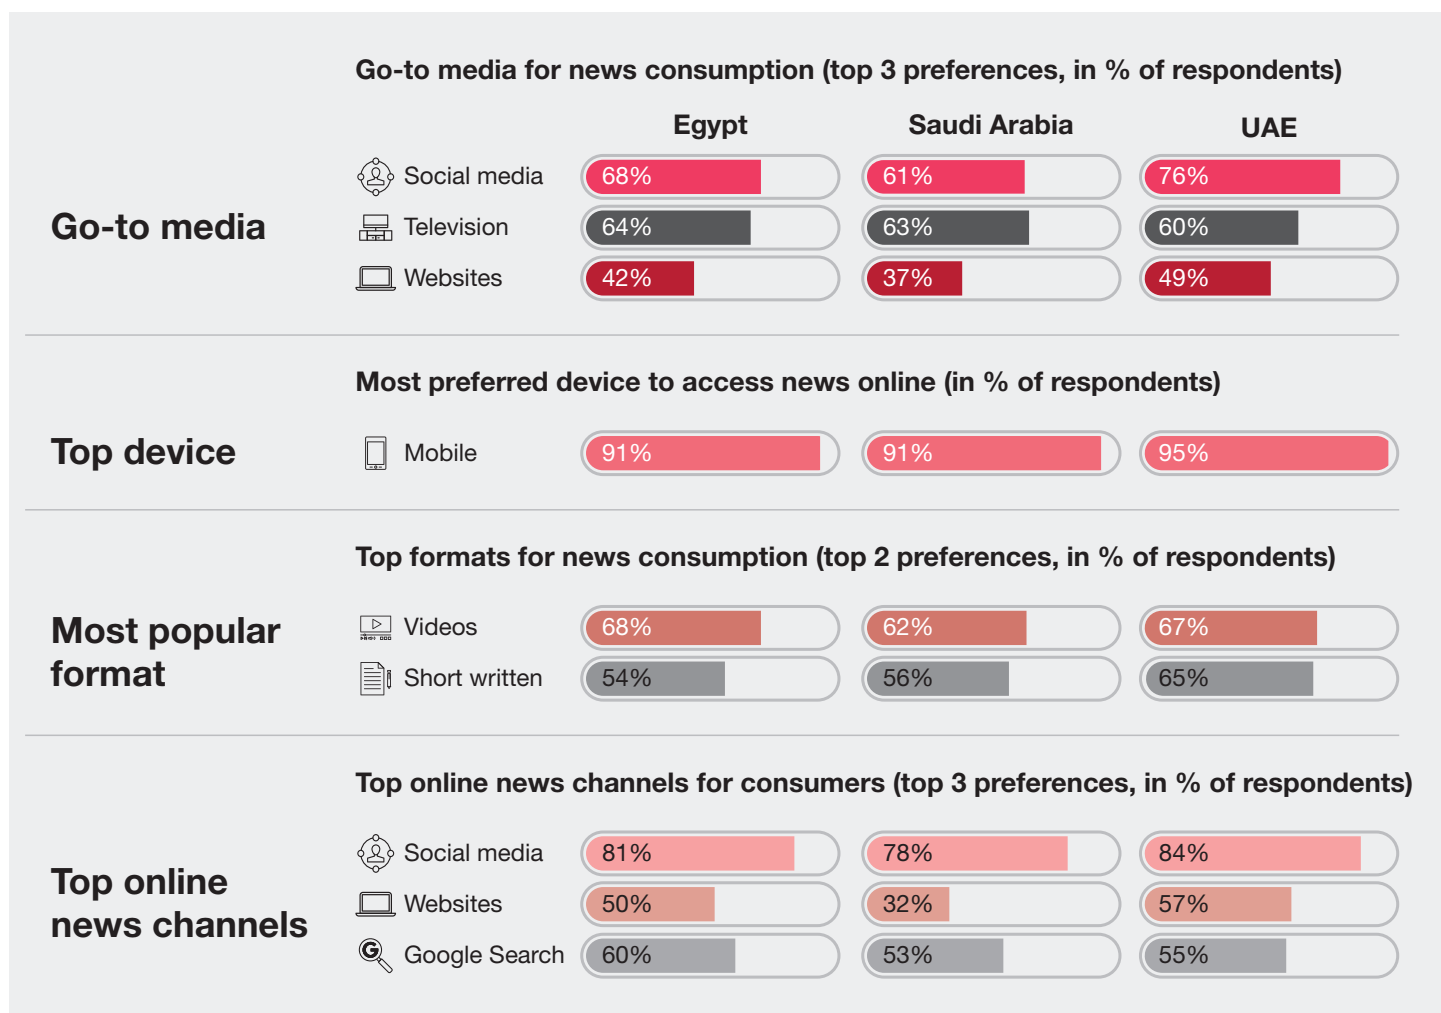 Go-to media for news consumption (top 3 preferences, in % of respondents)
Egypt Saudi Arabia UAE
Go-to media
Social media 68% 61% 76%
Television 64% 63% 60%
Websites 42% 37% 49%
Most preferred device to access news online (in % of respondents)
Top device
Mobile 91% 91% 95%
Top formats for news consumption (top 2 preferences, in % of respondents)
Most popular
format
Videos 68% 62% 67%
Short written 54% 56% 65%
Top online news channels for consumers (top 3 preferences, in % of respondents)
Top online
news channels
Social media 81% 78% 84%
Websites 50% 32% 57%
G Google Search 60% 53% 55%